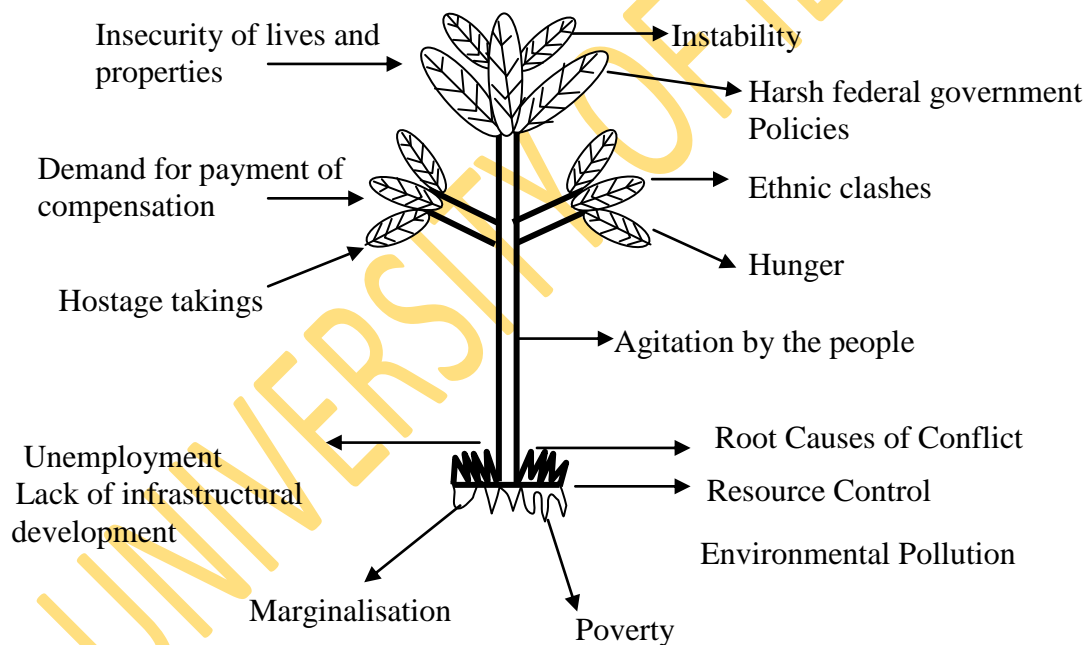 Insecurity of lives and
properties
Instability
Harsh federal government
Policies
Demand for payment of
compensation
Ethnic clashes
Hostage takings
Hunger
Agitation by the people
Unemployment
Lack of infrastructural
development
Root Causes of Conflict
Resource Control
Environmental Pollution
Marginalisation
Poverty
UNIVERSITY OF